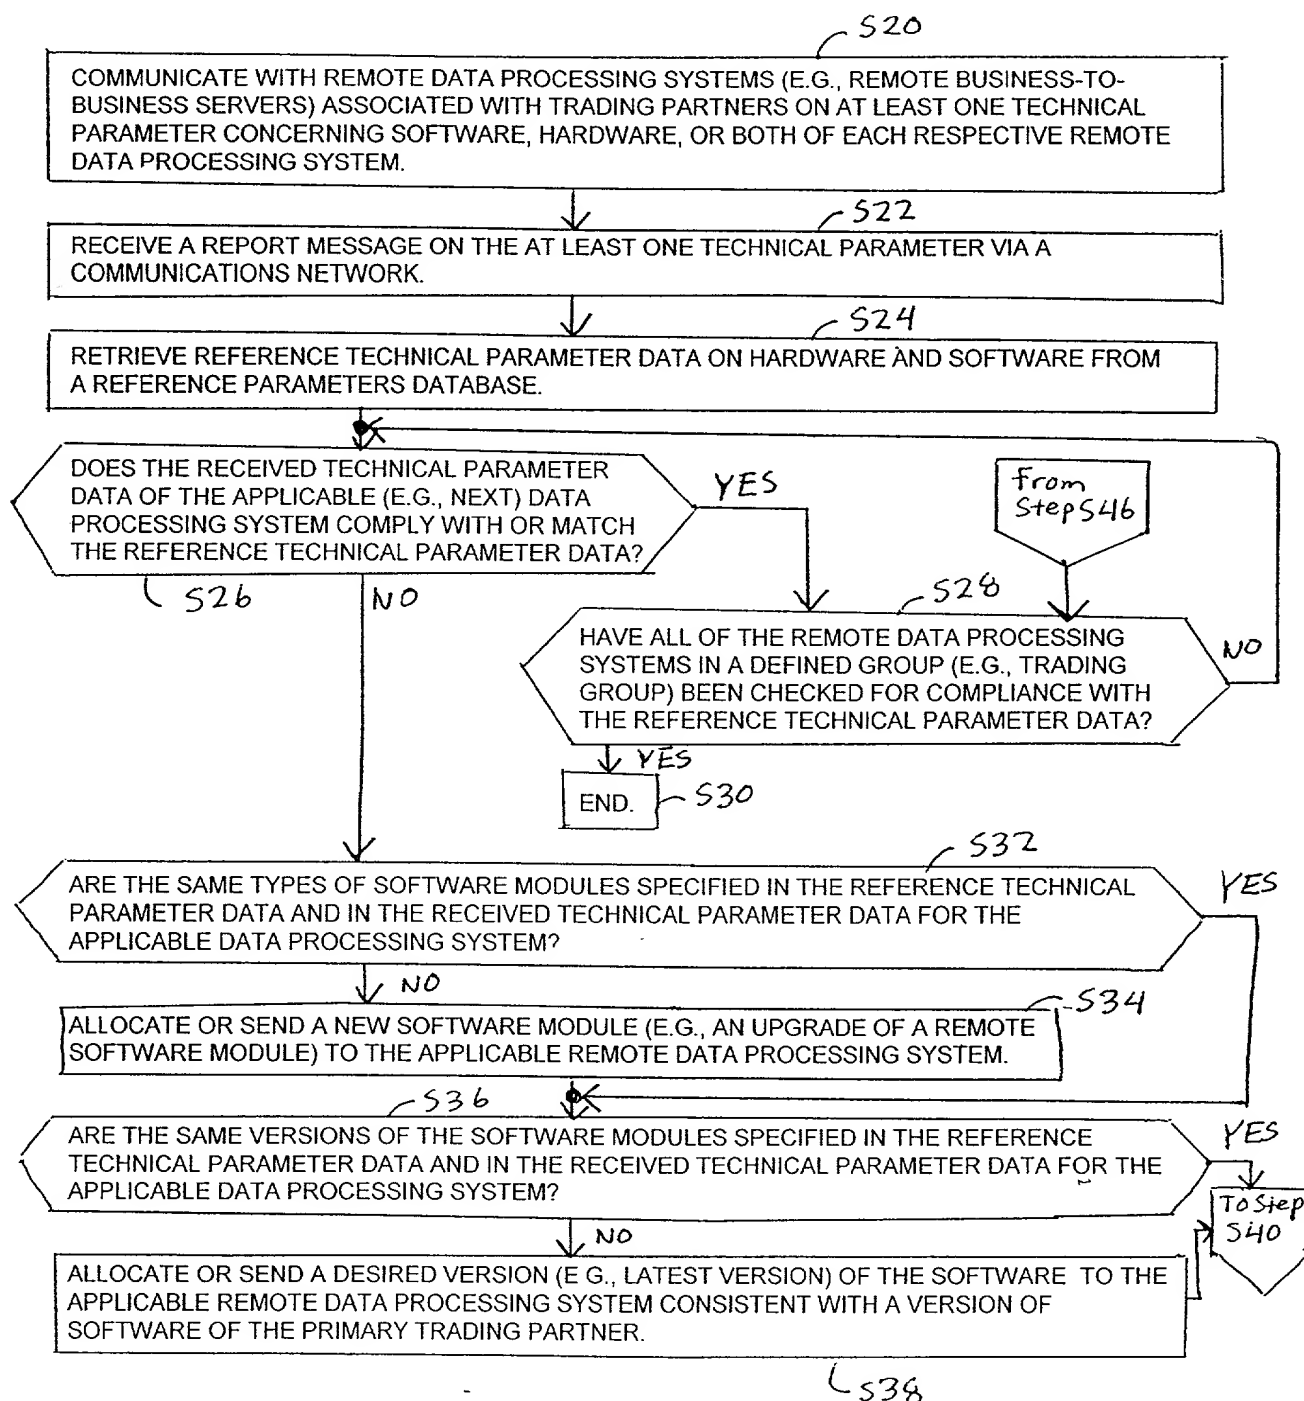 S20
COMMUNICATE WITH REMOTE DATA PROCESSING SYSTEMS (E.G., REMOTE BUSINESS-TO-
BUSINESS SERVERS) ASSOCIATED WITH TRADING PARTNERS ON AT LEAST ONE TECHNICAL
PARAMETER CONCERNING SOFTWARE, HARDWARE, OR BOTH OF EACH RESPECTIVE REMOTE
DATA PROCESSING SYSTEM.
S22
RECEIVE A REPORT MESSAGE ON THE AT LEAST ONE TECHNICAL PARAMETER VIA A
COMMUNICATIONS NETWORK.
S24
RETRIEVE REFERENCE TECHNICAL PARAMETER DATA ON HARDWARE AND SOFTWARE FROM
A REFERENCE PARAMETERS DATABASE.
DOES THE RECEIVED TECHNICAL PARAMETER
DATA OF THE APPLICABLE (E.G., NEXT) DATA
PROCESSING SYSTEM COMPLY WITH OR MATCH
THE REFERENCE TECHNICAL PARAMETER DATA?
YES
from
Step S46
S26
NO
S28
HAVE ALL OF THE REMOTE DATA PROCESSING
SYSTEMS IN A DEFINED GROUP (E.G., TRADING
GROUP) BEEN CHECKED FOR COMPLIANCE WITH
THE REFERENCE TECHNICAL PARAMETER DATA?
NO
YES
END.
S30
S32
ARE THE SAME TYPES OF SOFTWARE MODULES SPECIFIED IN THE REFERENCE TECHNICAL
PARAMETER DATA AND IN THE RECEIVED TECHNICAL PARAMETER DATA FOR THE
APPLICABLE DATA PROCESSING SYSTEM?
YES
NO
S34
ALLOCATE OR SEND A NEW SOFTWARE MODULE (E.G., AN UPGRADE OF A REMOTE
SOFTWARE MODULE) TO THE APPLICABLE REMOTE DATA PROCESSING SYSTEM.
S36
ARE THE SAME VERSIONS OF THE SOFTWARE MODULES SPECIFIED IN THE REFERENCE
TECHNICAL PARAMETER DATA AND IN THE RECEIVED TECHNICAL PARAMETER DATA FOR THE
APPLICABLE DATA PROCESSING SYSTEM?
YES
To Step
S40
NO
ALLOCATE OR SEND A DESIRED VERSION (E G., LATEST VERSION) OF THE SOFTWARE TO THE
APPLICABLE REMOTE DATA PROCESSING SYSTEM CONSISTENT WITH A VERSION OF
SOFTWARE OF THE PRIMARY TRADING PARTNER.
S38